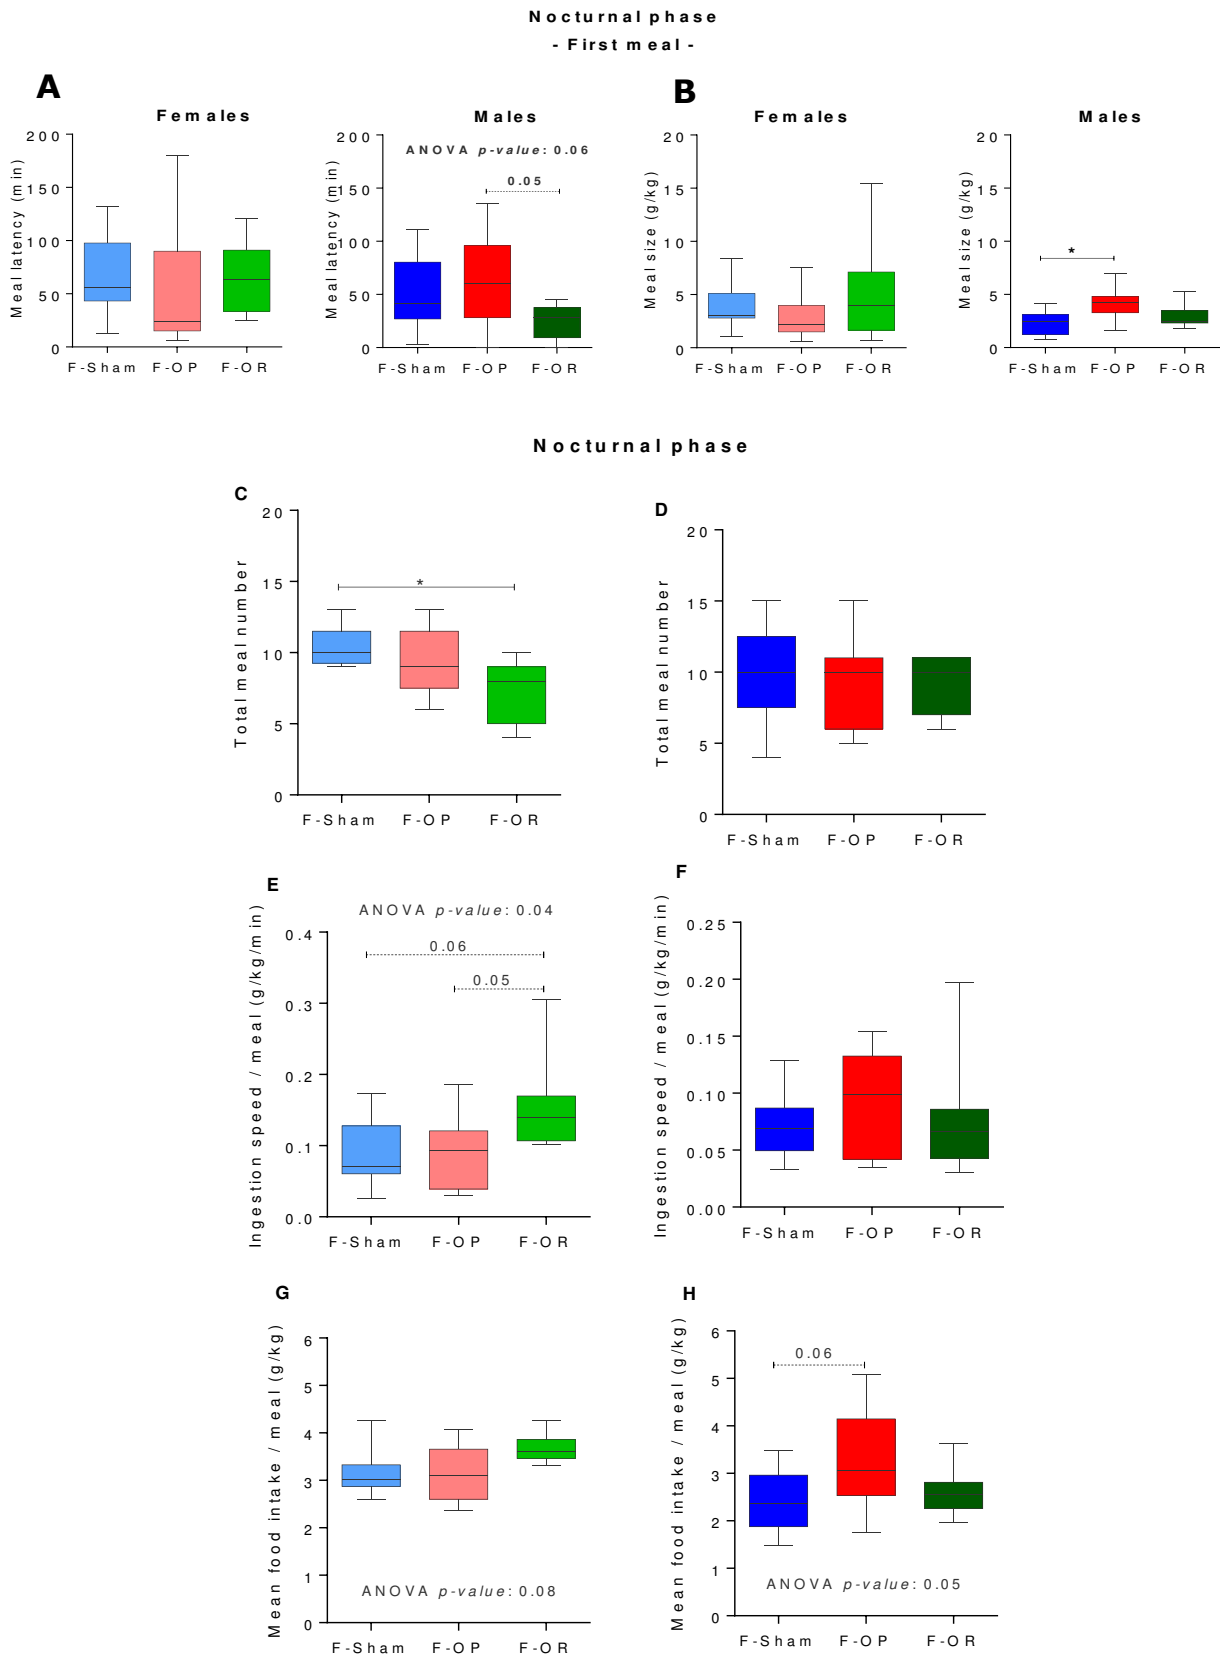 Nocturnal phase
- First meal -
A
B
Females
Males
Females
Males
200
150
100
50
0
Meal latency (min)
F-Sham F-OP F-OR
200
150
100
50
0
Meal latency (min)
ANOVA p-value: 0.06
0.05
F-Sham F-OP F-OR
20
15
10
5
0
Meal size (g/kg)
F-Sham F-OP F-OR
20
15
10
5
0
Meal size (g/kg)
*
F-Sham F-OP F-OR
Nocturnal phase
C
20
15
10
5
0
Total meal number
*
F-Sham F-OP F-OR
D
20
15
10
5
0
Total meal number
F-Sham F-OP F-OR
E
ANOVA p-value: 0.04
0.4
0.3
0.2
0.1
0.0
Ingestion speed / meal (g/kg/min)
0.06
0.05
F-Sham F-OP F-OR
F
0.25
0.20
0.15
0.10
0.05
0.00
Ingestion speed / meal (g/kg/min)
F-Sham F-OP F-OR
G
6
5
4
3
2
1
0
Mean food intake / meal (g/kg)
ANOVA p-value: 0.08
F-Sham F-OP F-OR
H
6
5
4
3
2
1
0
Mean food intake / meal (g/kg)
0.06
ANOVA p-value: 0.05
F-Sham F-OP F-OR